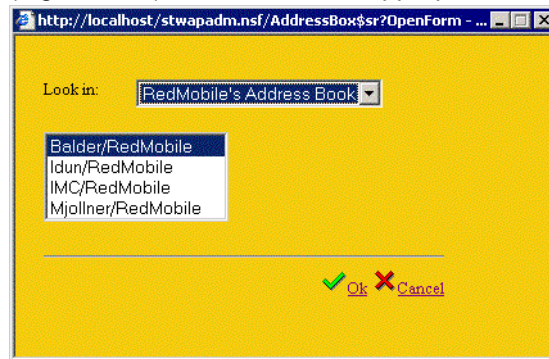 http://localhost/stwapadm.nsf/AddressBox$sr?OpenForm - ...
Look in: RedMobile's Address Book
Balder/RedMobile
Idun/RedMobile
IMC/RedMobile
Mjollner/RedMobile
Ok Cancel